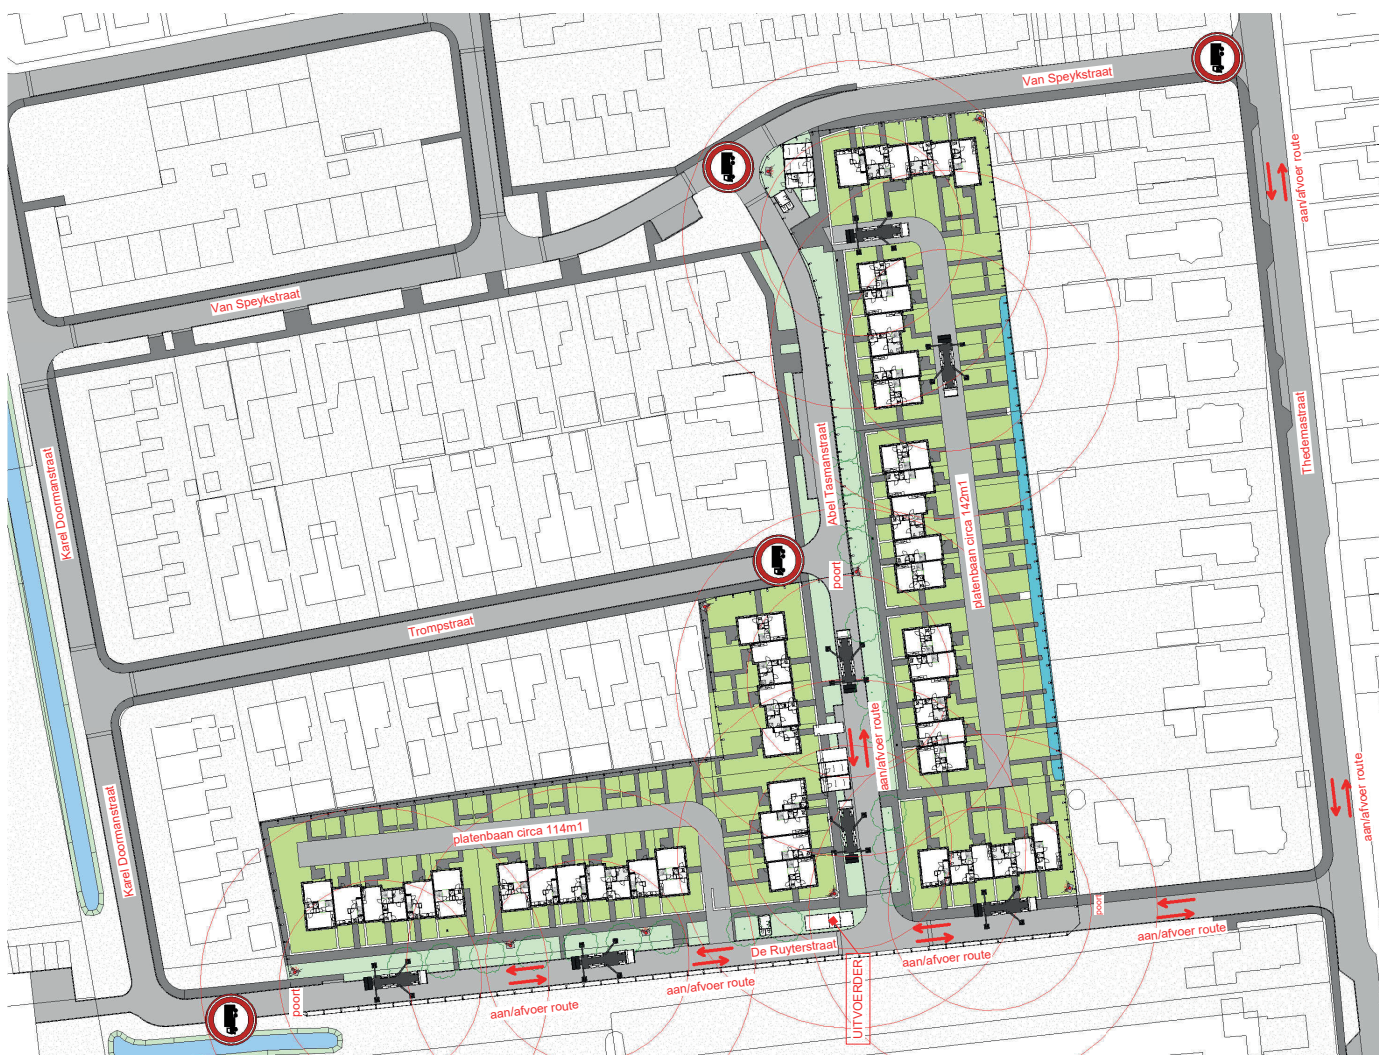 Van Speykstraat
aan/afvoer route
Van Speykstraat
Thedemastraat
Abel Tasmanstraat
Karel Doormanstraat
platenbaan circa 142m1
poort
Trompstraat
aan/afvoer route
aan/afvoer route
platenbaan circa 114m1
Karel Doormanstraat
poort
De Ruyterstraat
aan/afvoer route
aan/afvoer route
aan/afvoer route
poort
aan/afvoer route
UITVOERDER